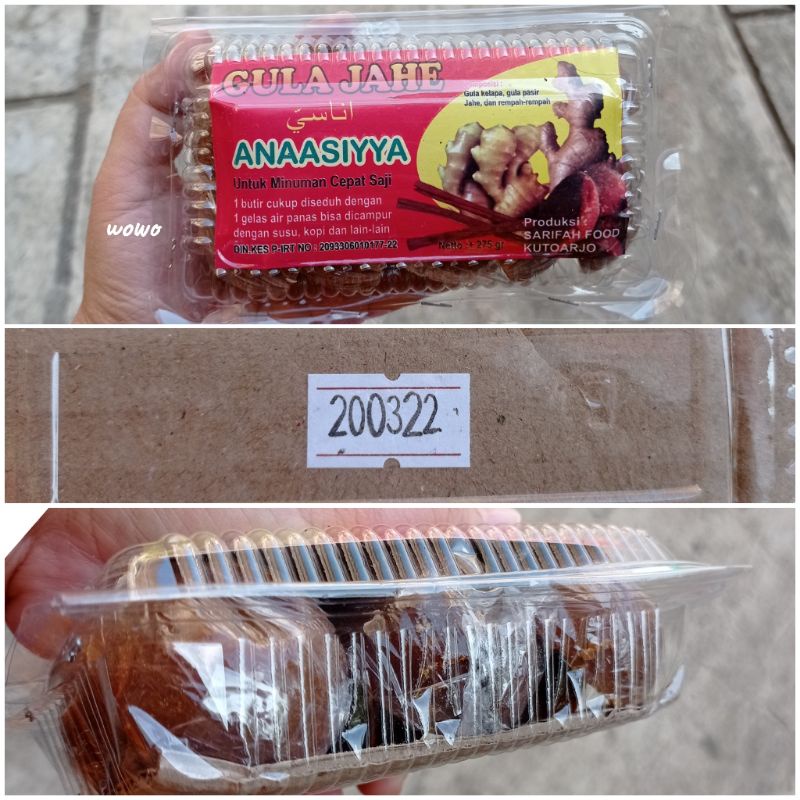 GULA JAHE
أناسيّ
ANAASIYYA
Untuk Minuman Cepat Saji
1 butir cukup diseduh dengan
1 gelas air panas bisa dicampur
dengan susu, kopi dan lain-lain
DIN.KES P-IRT NO : 2093306010177-22
Komposisi :
Gula kelapa, gula pasir
Jahe, dan rempah-rempah
Netto : ± 275 gr
Produksi :
SARIFAH FOOD
KUTOARJO
wowo
200322